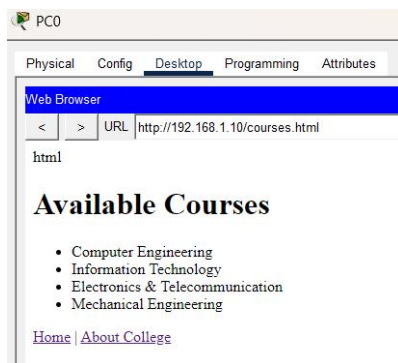 PC0
Physical Config Desktop Programming Attributes
Web Browser
< > URL http://192.168.1.10/courses.html
html
Available Courses
• Computer Engineering
• Information Technology
• Electronics & Telecommunication
• Mechanical Engineering
Home | About College